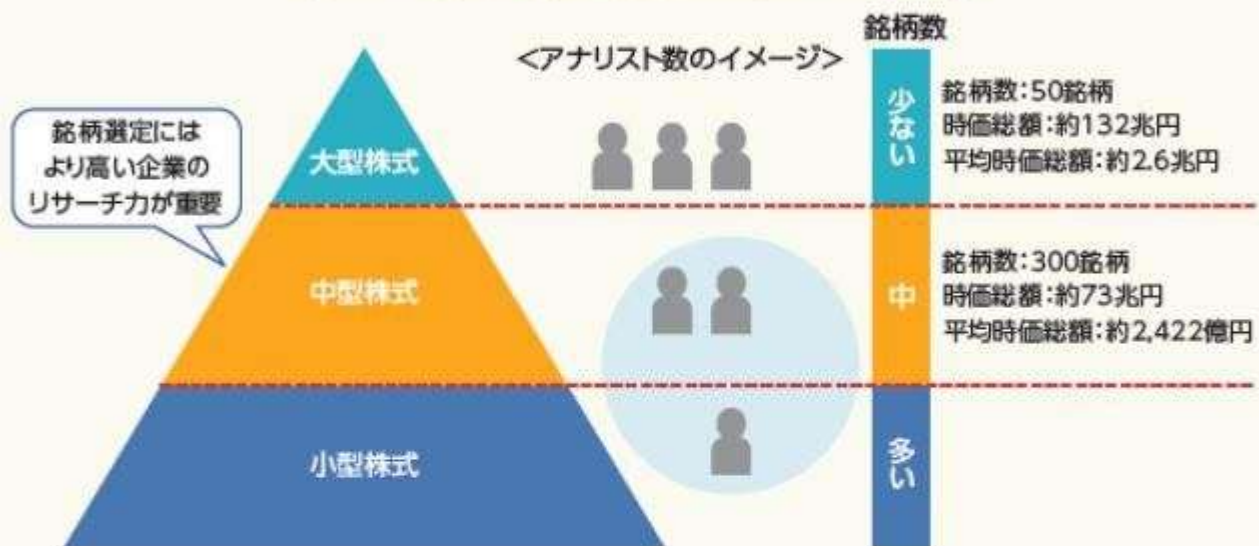 銘柄数
<アナリスト数のイメージ>
銘柄選定には
より高い企業の
リサーチ力が重要
大型株式
少ない
銘柄数:50銘柄
時価総額:約132兆円
平均時価総額:約2.6兆円
中型株式
中
銘柄数:300銘柄
時価総額:約73兆円
平均時価総額:約2,422億円
小型株式
多い